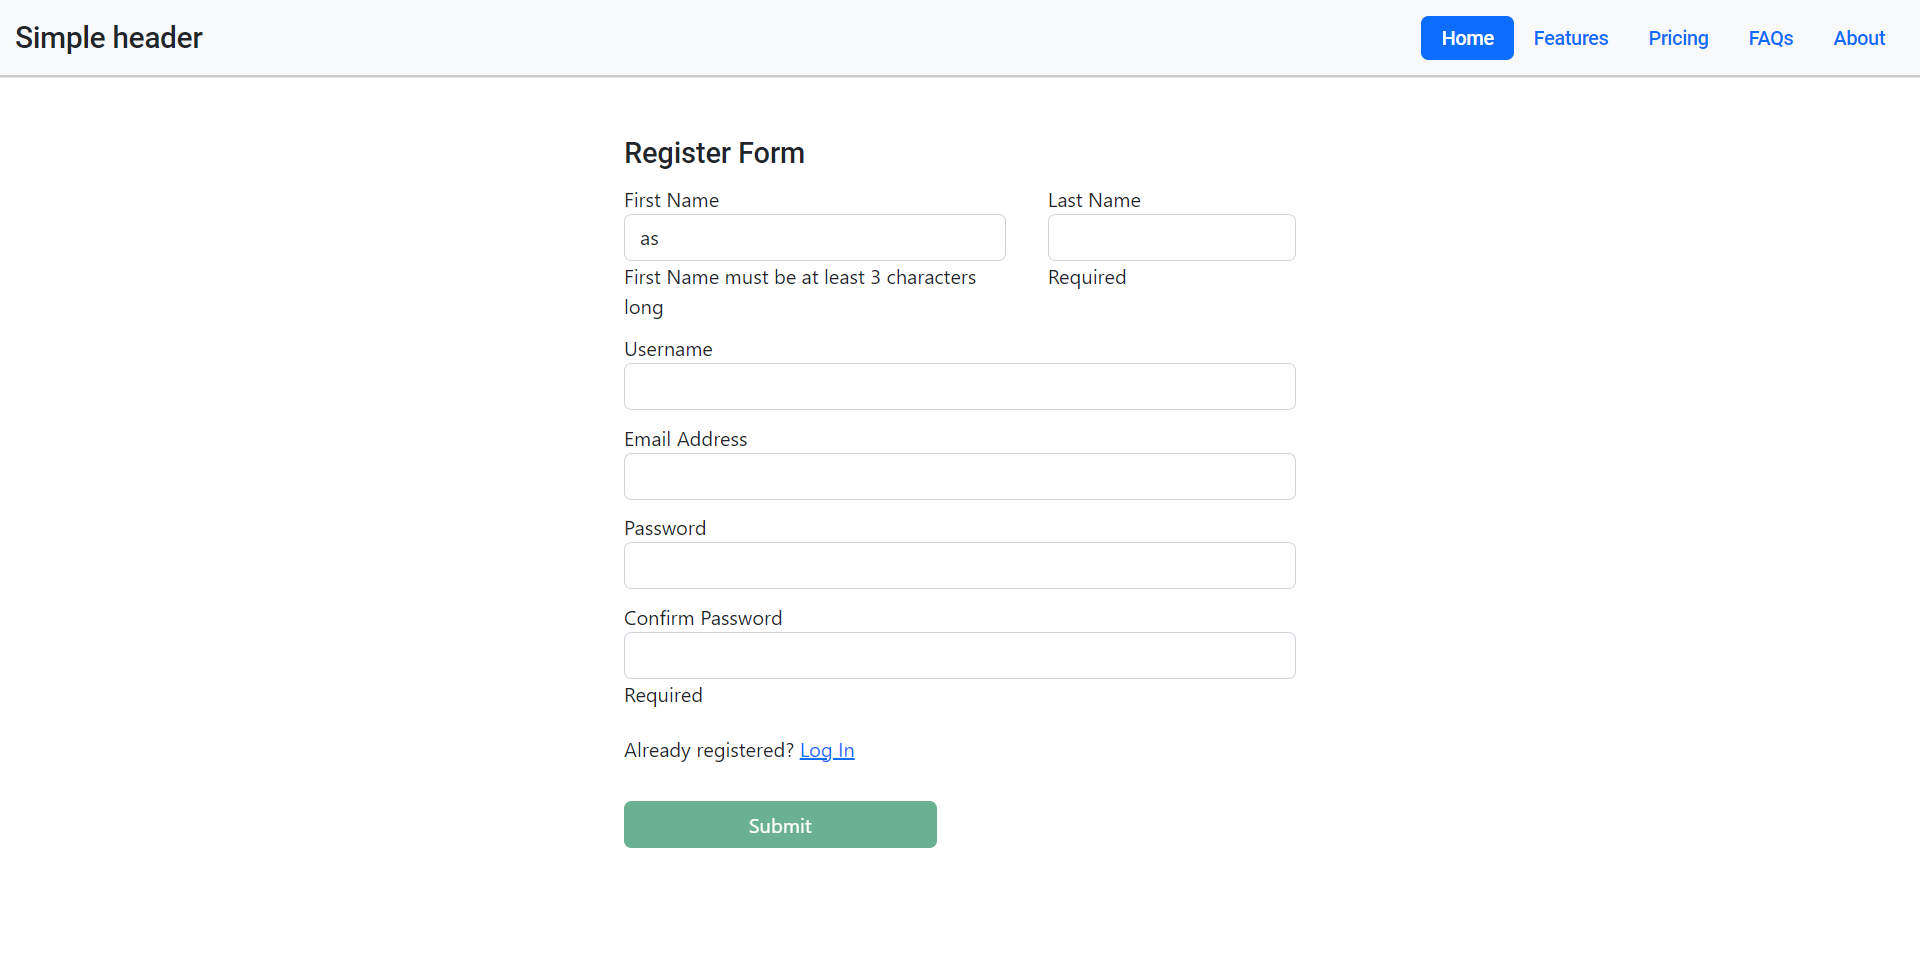 Simple header
Home
Features
Pricing
FAQs
About
Register Form
First Name
Last Name
as
First Name must be at least 3 characters
long
Required
Username
Email Address
Password
Confirm Password
Required
Already registered? Log In
Submit